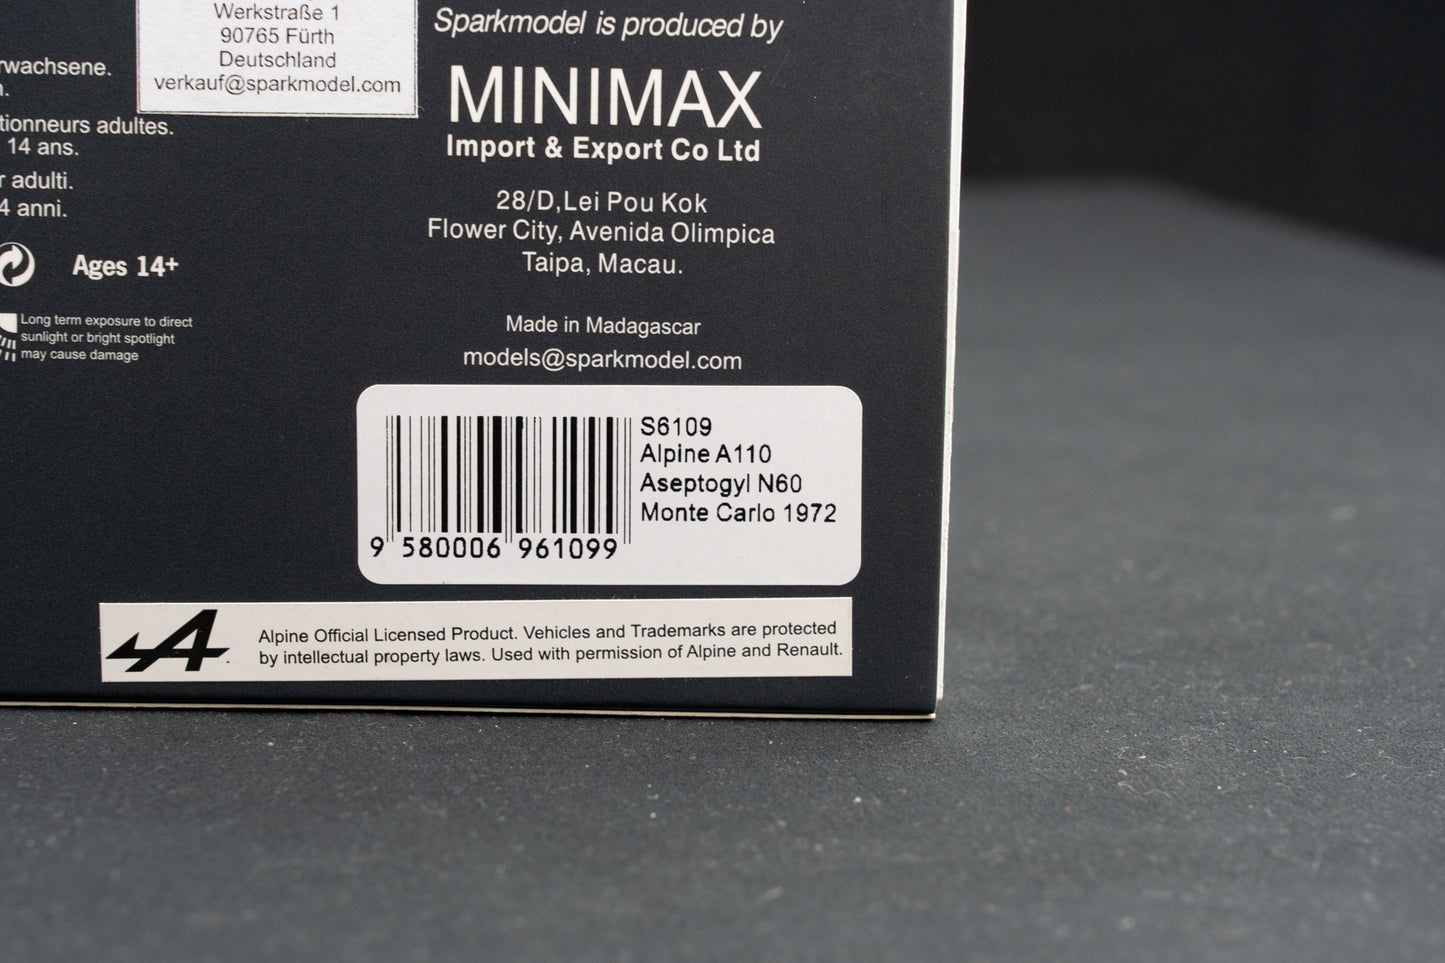 Werkstraße 1
90765 Fürth
Deutschland
verkauf@sparkmodel.com
rwachsene.
n.
tionneurs adultes.
14 ans.
r adulti.
4 anni.
Ages 14+
Long term exposure to direct
sunlight or bright spotlight
may cause damage
Sparkmodel is produced by
MINIMAX
Import & Export Co Ltd
28/D,Lei Pou Kok
Flower City, Avenida Olimpica
Taipa, Macau.
Made in Madagascar
models@sparkmodel.com
S6109
Alpine A110
Aseptogyl N60
Monte Carlo 1972
9 580006 961099
A
Alpine Official Licensed Product. Vehicles and Trademarks are protected
by intellectual property laws. Used with permission of Alpine and Renault.